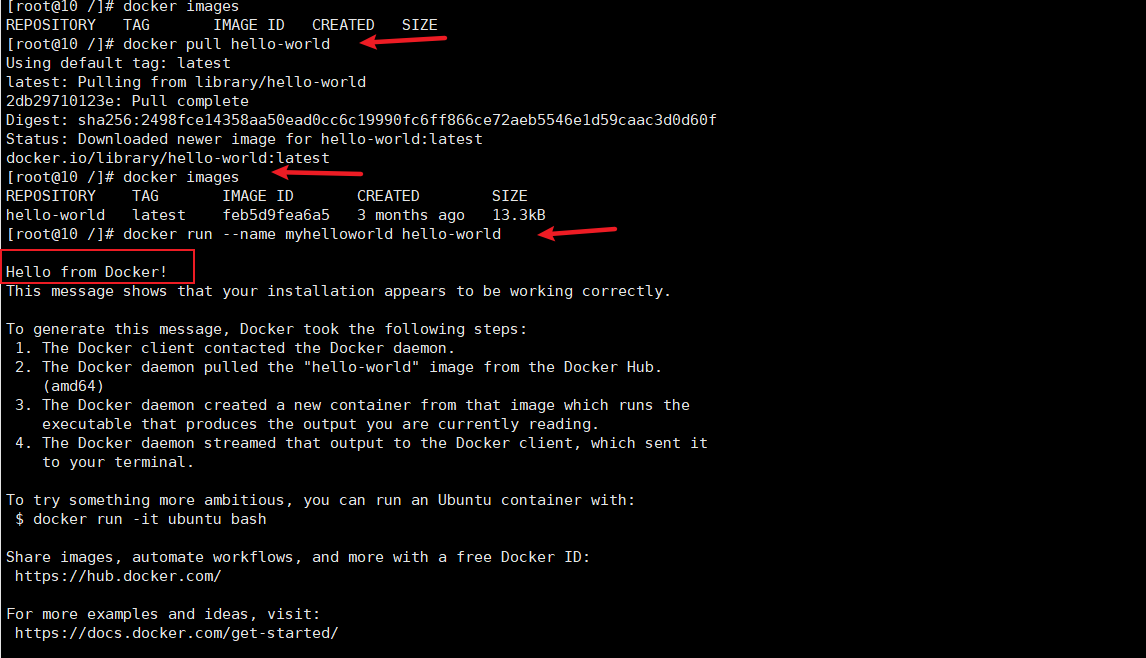 [root@10 /]# docker images
REPOSITORY   TAG       IMAGE ID   CREATED   SIZE
[root@10 /]# docker pull hello-world
Using default tag: latest
latest: Pulling from library/hello-world
2db29710123e: Pull complete
Digest: sha256:2498fce14358aa50ead0cc6c19990fc6ff866ce72aeb5546e1d59caac3d0d60f
Status: Downloaded newer image for hello-world:latest
docker.io/library/hello-world:latest
[root@10 /]# docker images
REPOSITORY    TAG       IMAGE ID       CREATED        SIZE
hello-world   latest    feb5d9fea6a5   3 months ago   13.3kB
[root@10 /]# docker run --name myhelloworld hello-world
Hello from Docker!
This message shows that your installation appears to be working correctly.
To generate this message, Docker took the following steps:
 1. The Docker client contacted the Docker daemon.
 2. The Docker daemon pulled the "hello-world" image from the Docker Hub.
    (amd64)
 3. The Docker daemon created a new container from that image which runs the
    executable that produces the output you are currently reading.
 4. The Docker daemon streamed that output to the Docker client, which sent it
    to your terminal.
To try something more ambitious, you can run an Ubuntu container with:
 $ docker run -it ubuntu bash
Share images, automate workflows, and more with a free Docker ID:
 https://hub.docker.com/
For more examples and ideas, visit:
 https://docs.docker.com/get-started/